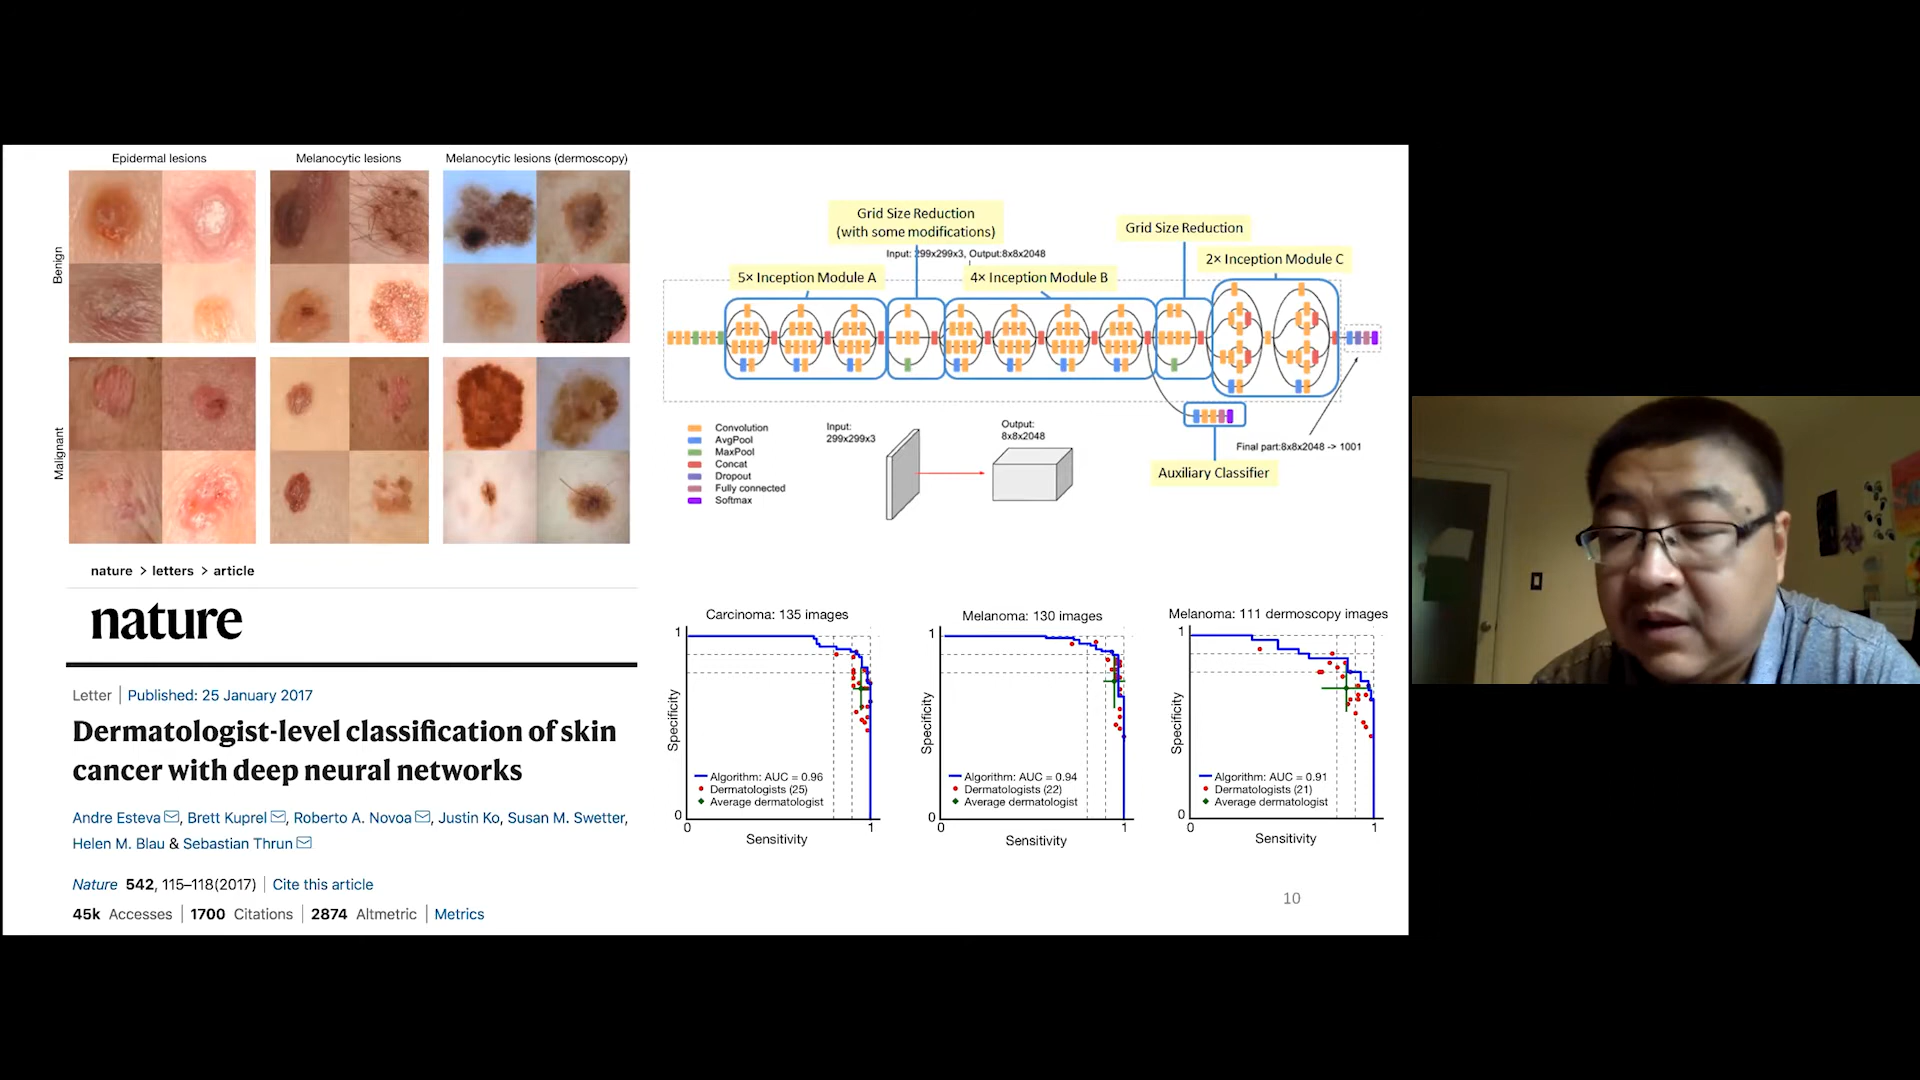 Epidermal lesions
Melanocytic lesions
Melanocytic lesions (dermoscopy)
Benign
Malignant
nature > letters > article
nature
Letter | Published: 25 January 2017
Dermatologist-level classification of skin
cancer with deep neural networks
Andre Esteva, Brett Kuprel, Roberto A. Novoa, Justin Ko, Susan M. Swetter,
Helen M. Blau & Sebastian Thrun
Nature 542, 115–118(2017) | Cite this article
45k Accesses | 1700 Citations | 2874 Altmetric | Metrics
Grid Size Reduction
(with some modifications)
Input: 299x299x3, Output:8x8x2048
Grid Size Reduction
5× Inception Module A
4× Inception Module B
2× Inception Module C
Convolution
AvgPool
MaxPool
Concat
Dropout
Fully connected
Softmax
Input:
299x299x3
Output:
8x8x2048
Final part:8x8x2048 -> 1001
Auxiliary Classifier
Carcinoma: 135 images
1
Specificity
Algorithm: AUC = 0.96
Dermatologists (25)
Average dermatologist
0
0
1
Sensitivity
Melanoma: 130 images
1
Specificity
Algorithm: AUC = 0.94
Dermatologists (22)
Average dermatologist
0
0
1
Sensitivity
Melanoma: 111 dermoscopy images
1
Specificity
Algorithm: AUC = 0.91
Dermatologists (21)
Average dermatologist
0
0
1
Sensitivity
10